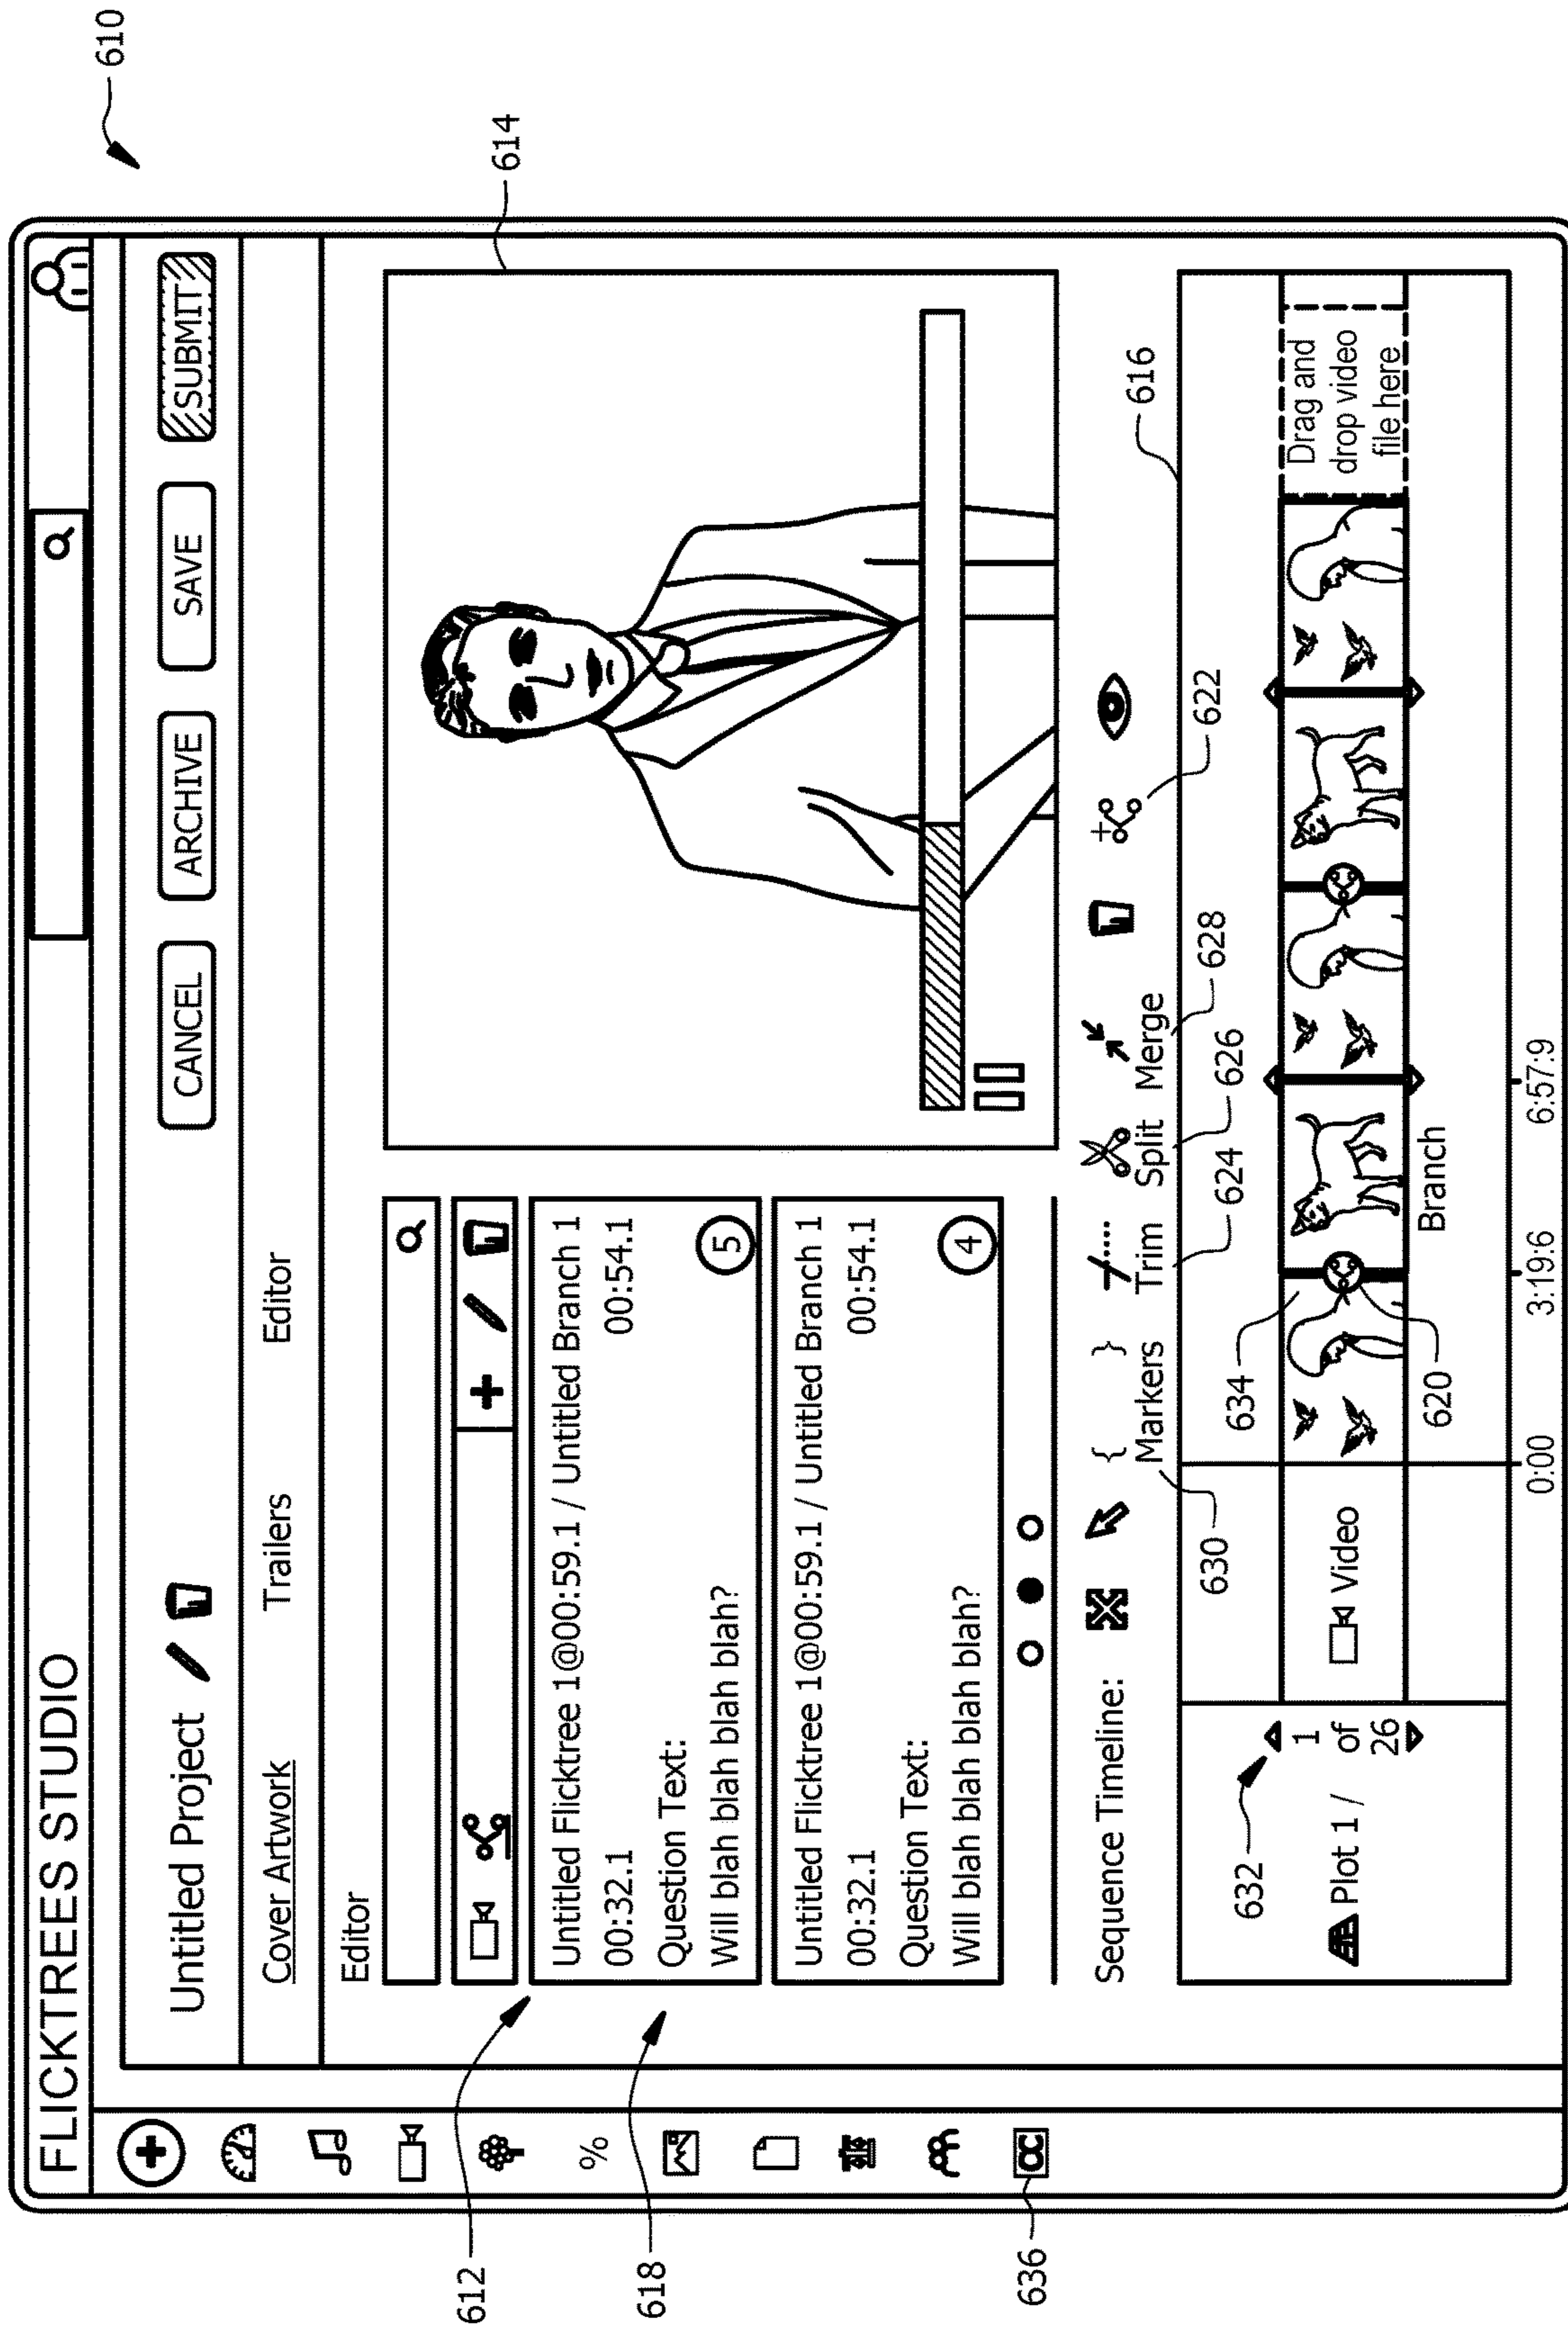 610
FLICKTREES STUDIO
Untitled Project
CANCEL
ARCHIVE
SAVE
SUBMIT
Cover Artwork
Trailers
Editor
Editor
614
612
Untitled Flicktree 1@00:59.1 / Untitled Branch 1
00:32.1
00:54.1
Question Text:
Will blah blah blah blah?
5
618
Untitled Ficktree 1@00:59.1 / Untitled Branch 1
00:32.1
00:54.1
Question Text:
Will blah blah blah blah?
4
%
CC
636
Sequence Timeline:
{ }
Markers
Trim
Split
Merge
630
624
626
628
622
616
632
634
Plot 1 /
1
of
26
Video
Drag and
drop video
file here
620
Branch
0:00
3:19:6
6:57:9